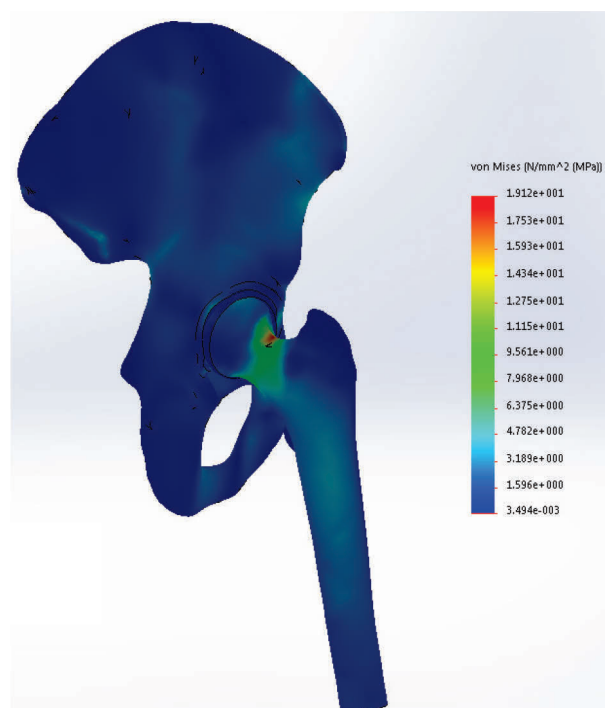 von Mises (N/mm^2 (MPa))
1.912e+001
1.753e+001
1.593e+001
1.434e+001
1.275e+001
1.115e+001
9.561e+000
7.968e+000
6.375e+000
4.782e+000
3.189e+000
1.596e+000
3.494e-003